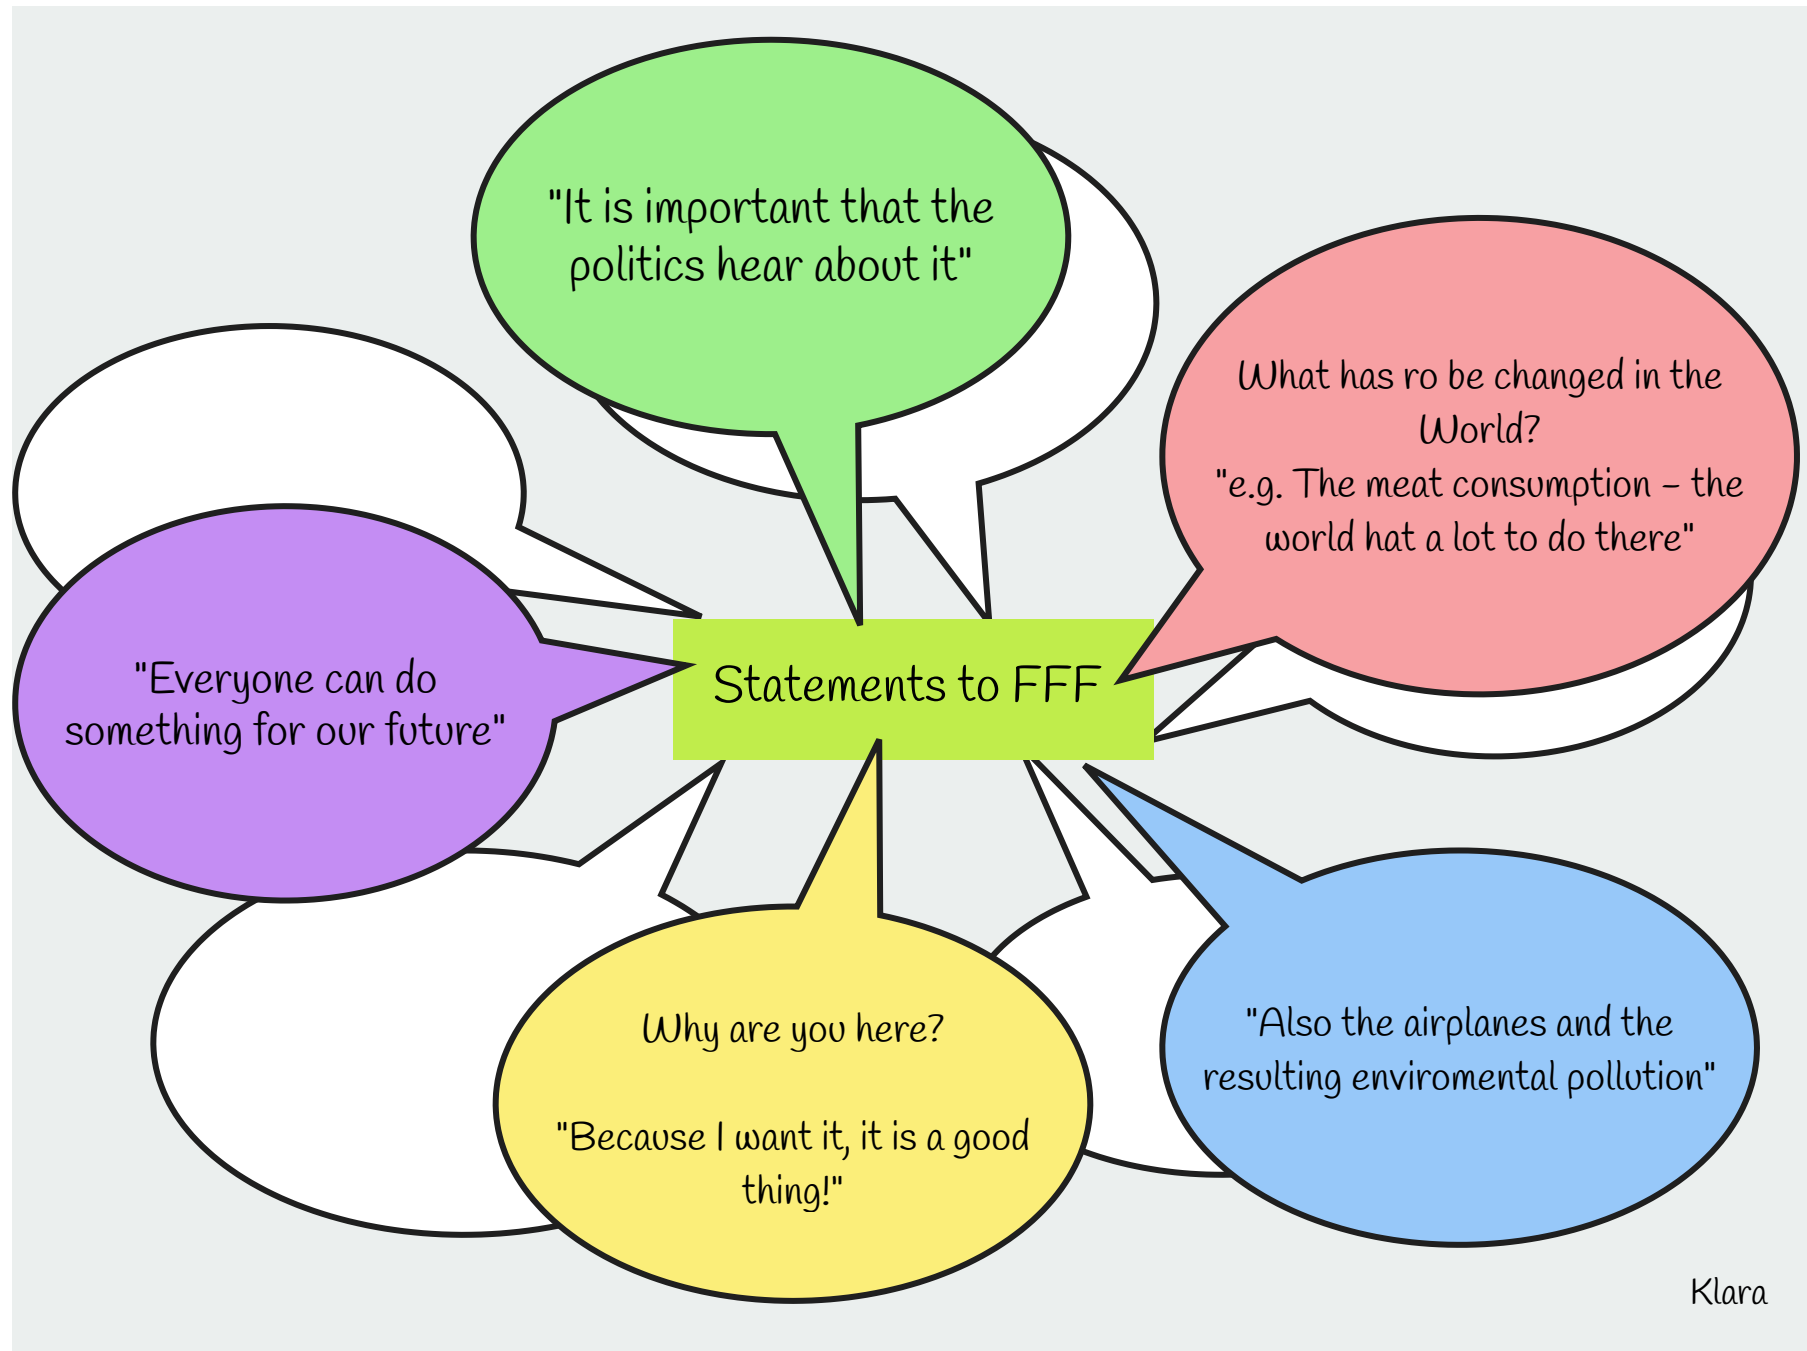 "It is important that the
politics hear about it"
What has ro be changed in the
World?
"e.g. The meat consumption – the
world hat a lot to do there"
Statements to FFF
"Everyone can do
something for our future"
Why are you here?
"Because I want it, it is a good
thing!"
"Also the airplanes and the
resulting enviromental pollution"
Klara